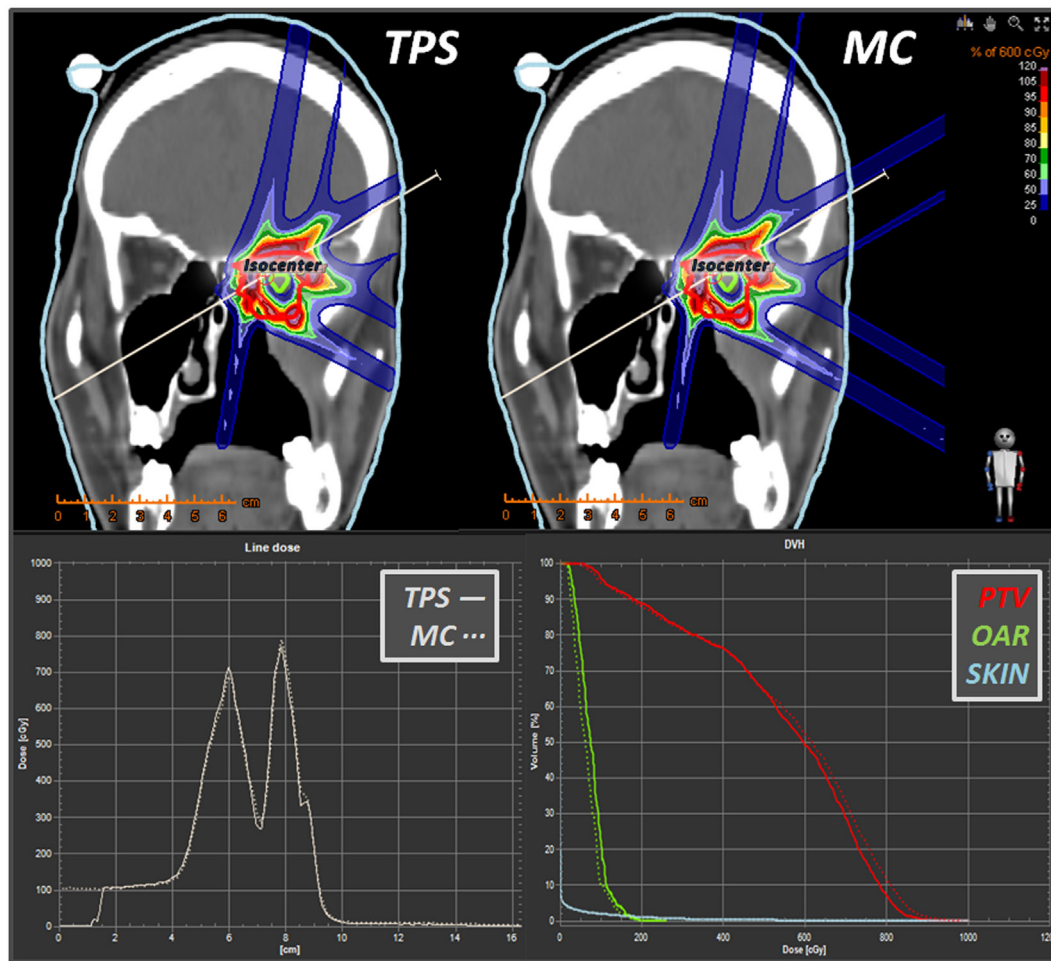 TPS
MC
% of 600 cGy
120
105
95
90
85
80
70
60
50
25
0
Isocenter
Isocenter
0 1 2 3 4 5 6 cm
0 1 2 3 4 5 6 cm
Line dose
TPS —
MC ···
Dose [cGy]
1000
900
800
700
600
500
400
300
200
100
0
0 2 4 6 8 10 12 14 16
[cm]
DVH
PTV
OAR
SKIN
Volume [%]
100
90
80
70
60
50
40
30
20
10
0
0 200 400 600 800 1000
Dose [cGy]